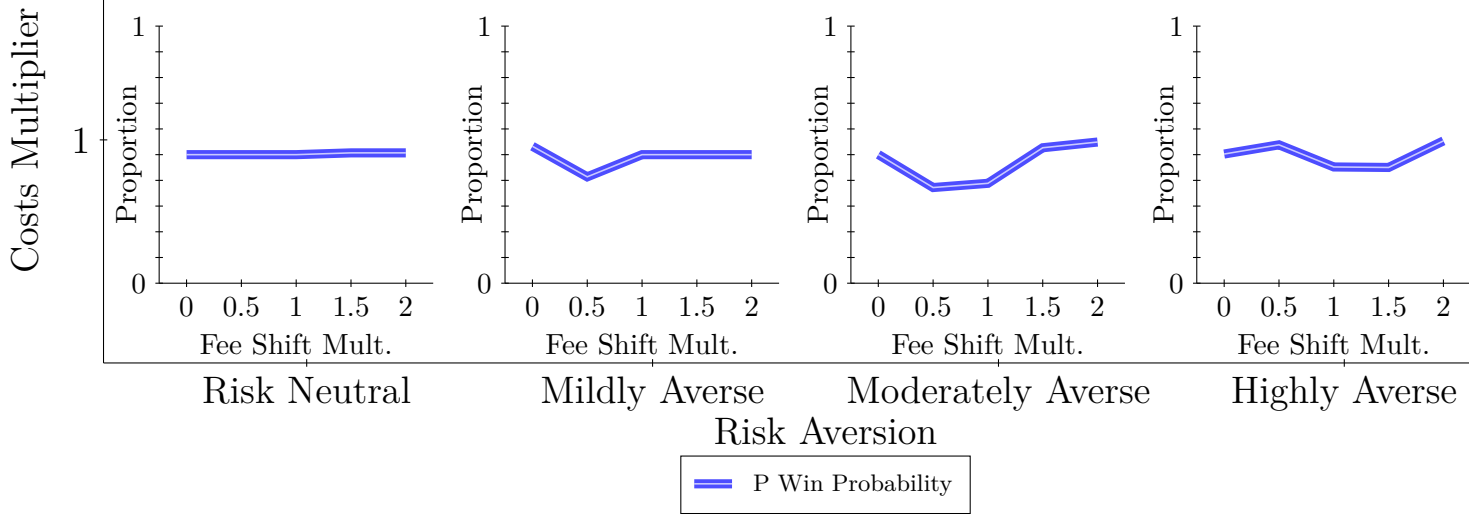 Costs Multiplier
1
1
Proportion
0
0 0.5 1 1.5 2
Fee Shift Mult.
1
Proportion
0
0 0.5 1 1.5 2
Fee Shift Mult.
1
Proportion
0
0 0.5 1 1.5 2
Fee Shift Mult.
1
Proportion
0
0 0.5 1 1.5 2
Fee Shift Mult.
Risk Neutral
Mildly Averse
Moderately Averse
Highly Averse
Risk Aversion
P Win Probability